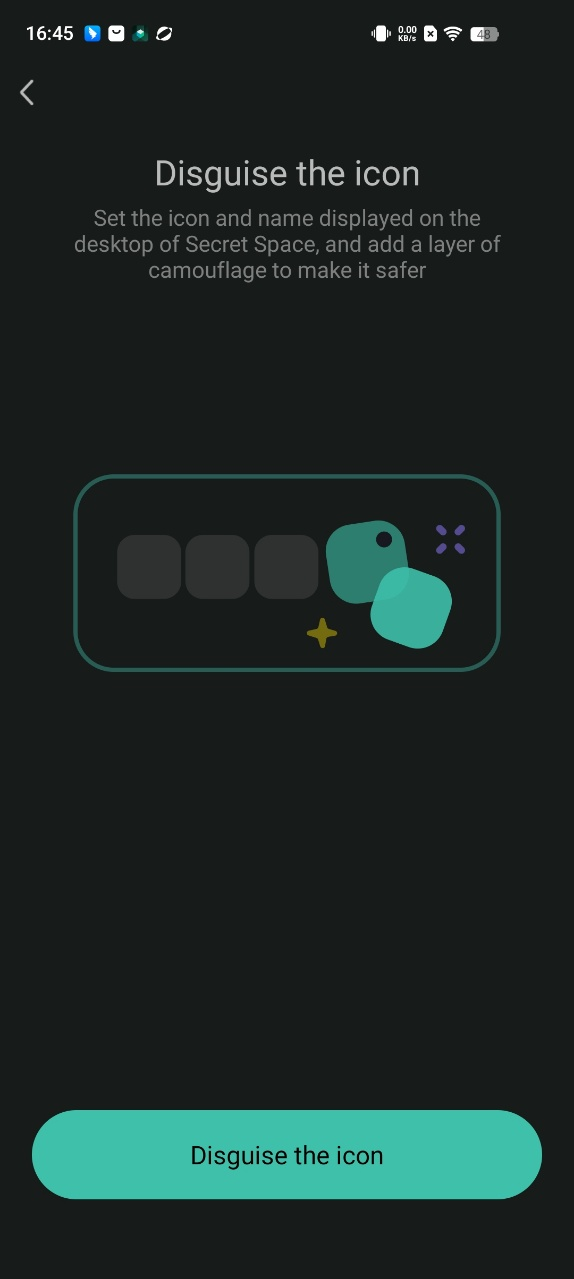 16:45
0.00
KB/s
48
Disguise the icon
Set the icon and name displayed on the
desktop of Secret Space, and add a layer of
camouflage to make it safer
Disguise the icon